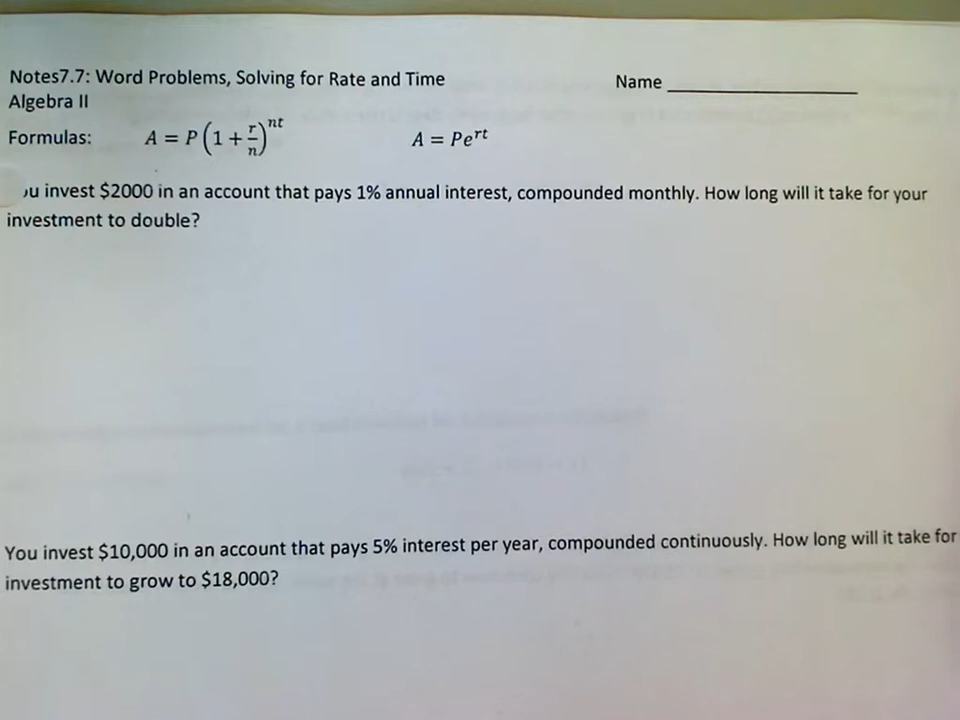 Notes7.7: Word Problems, Solving for Rate and Time
Name
Algebra II
Formulas: A = P(1 + r/n)^nt A = Pe^rt
u invest $2000 in an account that pays 1% annual interest, compounded monthly. How long will it take for your
investment to double?
You invest $10,000 in an account that pays 5% interest per year, compounded continuously. How long will it take for
investment to grow to $18,000?